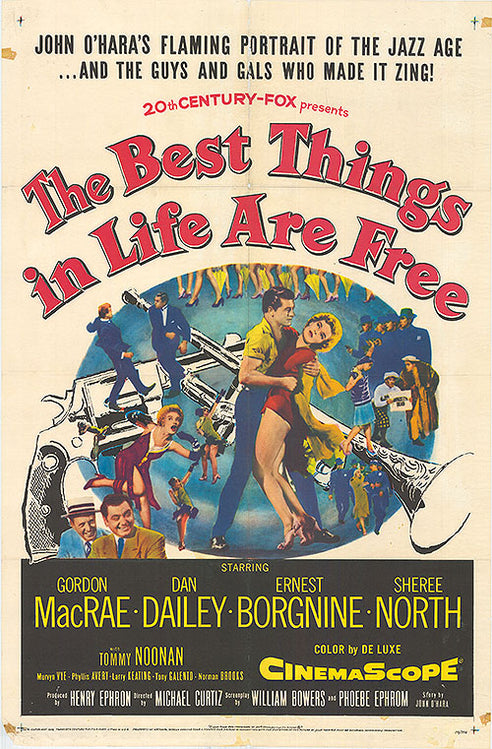 JOHN O'HARA'S FLAMING PORTRAIT OF THE JAZZ AGE
...AND THE GUYS AND GALS WHO MADE IT ZING!
20th CENTURY-FOX presents
The Best Things
in Life Are Free
STARRING
GORDON MacRAE · DAN DAILEY · ERNEST BORGNINE · SHEREE NORTH
with
TOMMY NOONAN
Murvyn VYE · Phyllis AVERY · Larry KEATING · Tony GALENTO · Norman BROOKS
COLOR by DE LUXE
CINEMASCOPE
Produced by HENRY EPHRON Directed by MICHAEL CURTIZ Screenplay by WILLIAM BOWERS and PHOEBE EPHRON Story by JOHN O'HARA